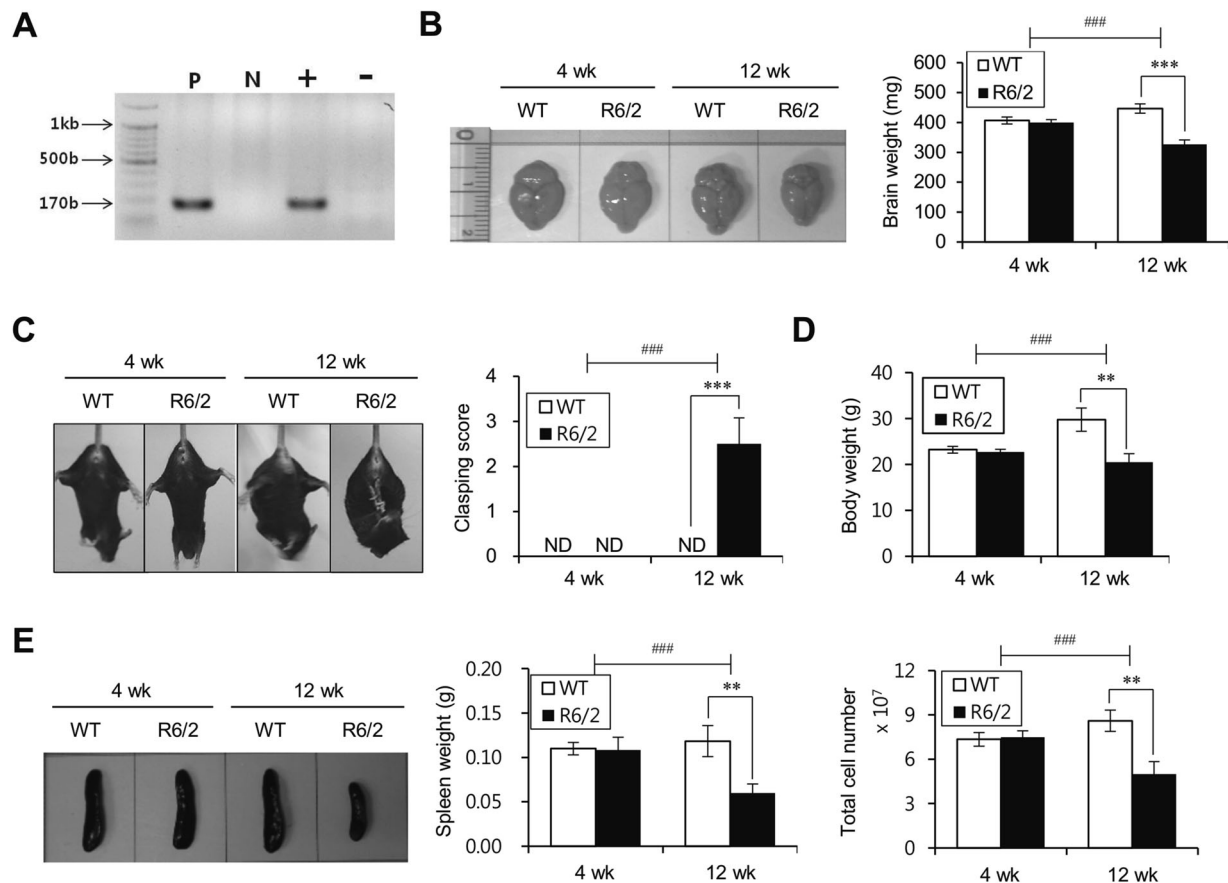 A
P N + -
1kb
500b
170b
B
4 wk 12 wk
WT R6/2 WT R6/2
0
1
2
###
***
WT
R6/2
Brain weight (mg)
600
500
400
300
200
100
0
4 wk 12 wk
C
4 wk 12 wk
WT R6/2 WT R6/2
###
***
WT
R6/2
Clasping score
4
3
2
1
0
ND ND ND
4 wk 12 wk
D
###
**
WT
R6/2
Body weight (g)
40
30
20
10
0
4 wk 12 wk
E
4 wk 12 wk
WT R6/2 WT R6/2
###
**
WT
R6/2
Spleen weight (g)
0.20
0.15
0.10
0.05
0.00
4 wk 12 wk
###
**
WT
R6/2
Total cell number
x 10⁷
12
9
6
3
0
4 wk 12 wk